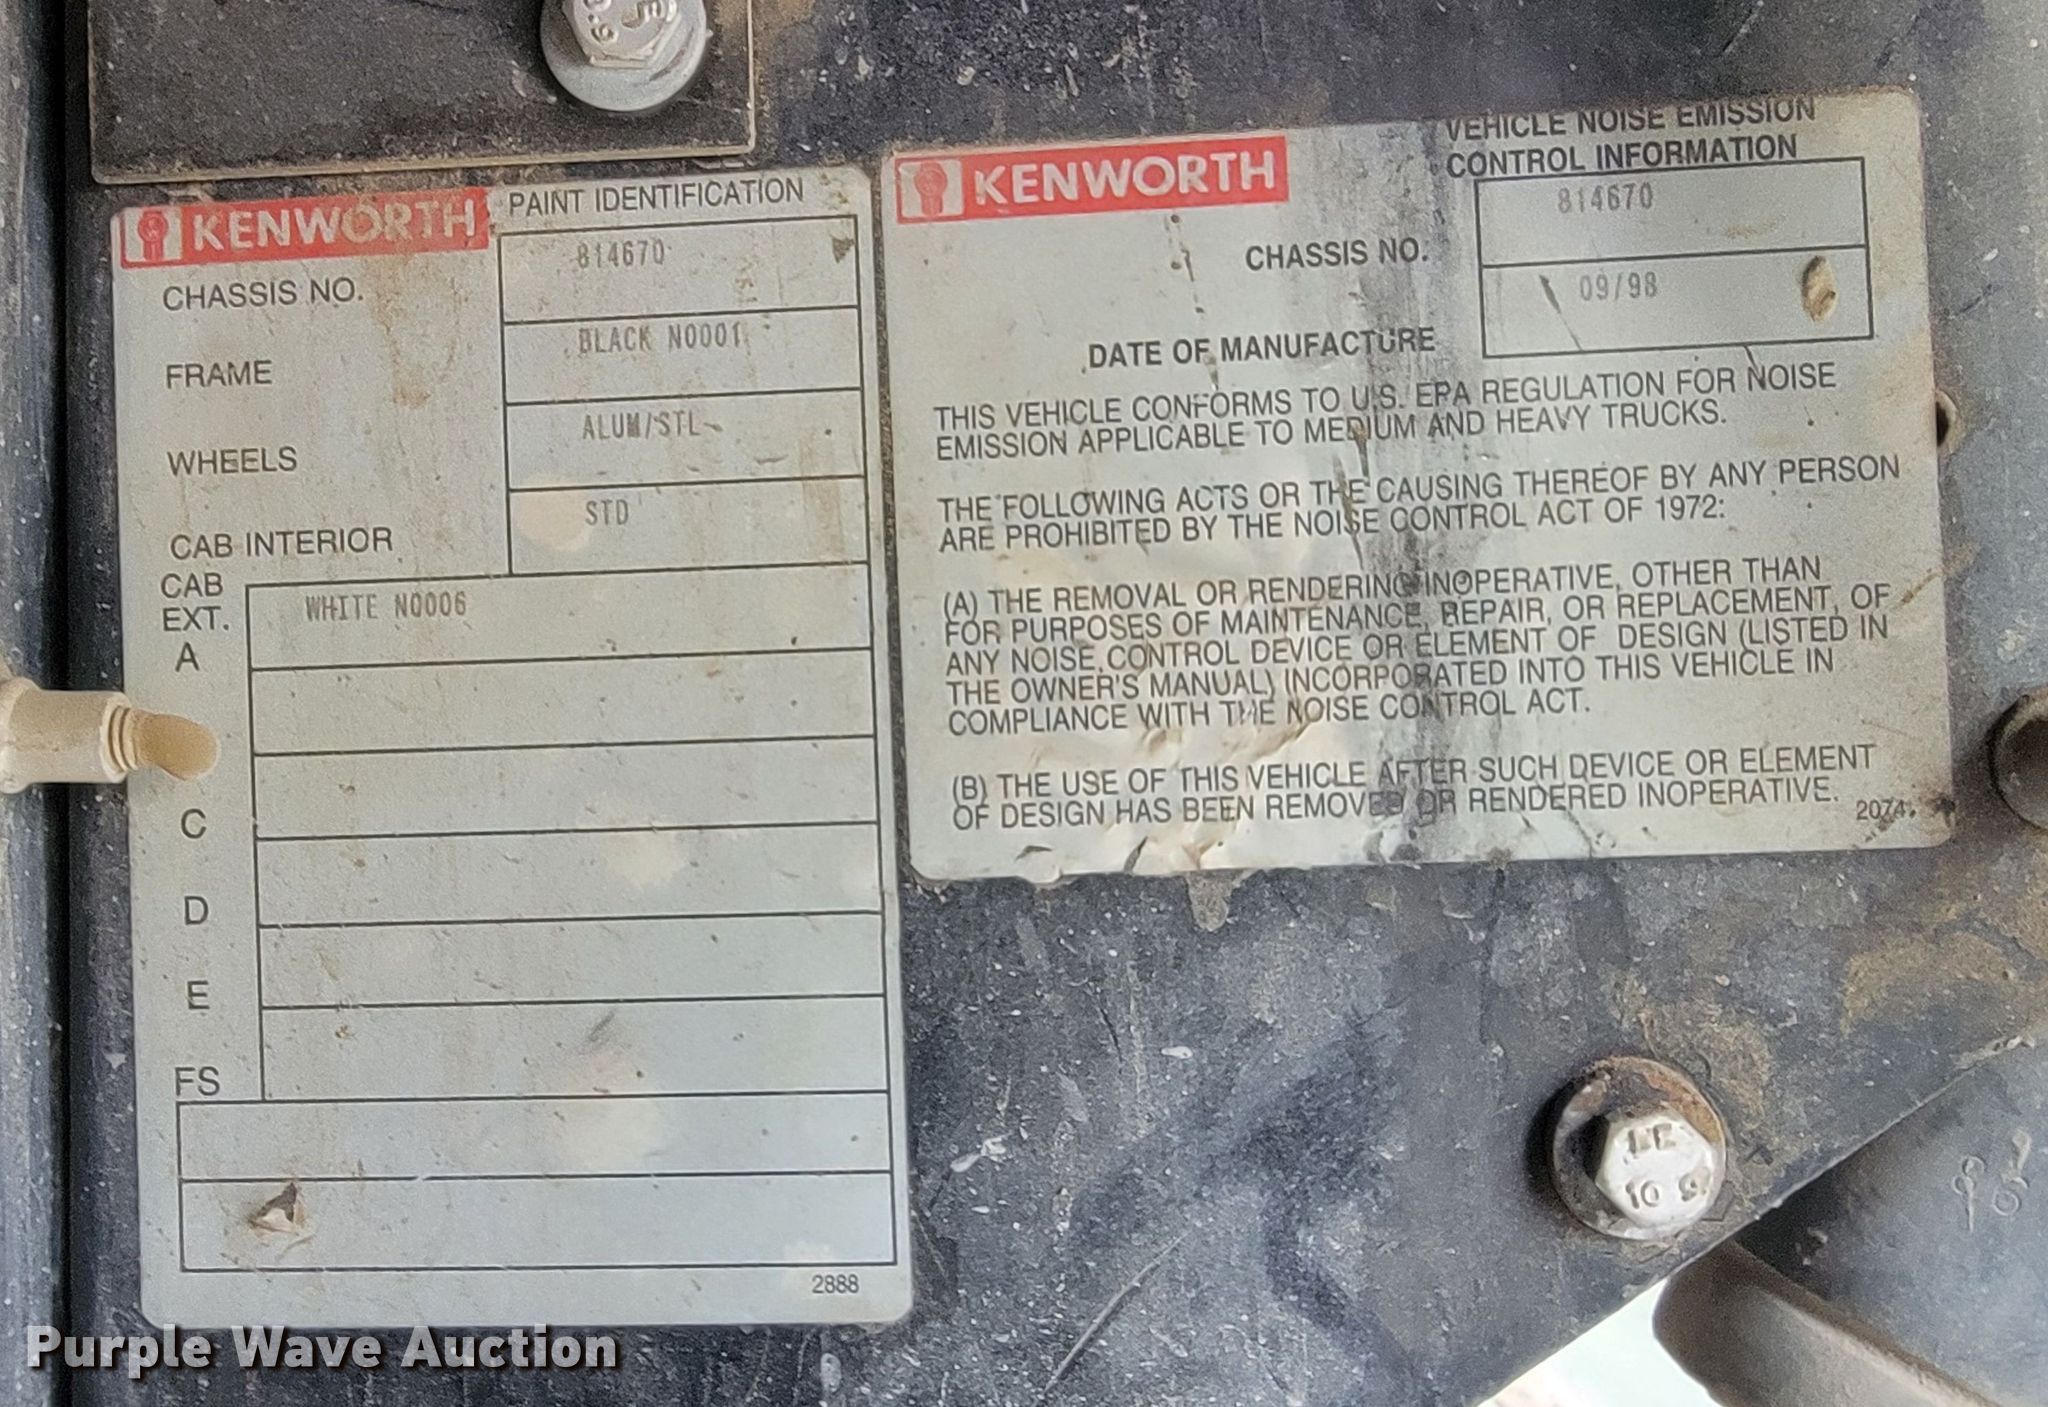 KENWORTH PAINT IDENTIFICATION
CHASSIS NO. 814670
FRAME BLACK N0001
WHEELS ALUM/STL
CAB INTERIOR STD
CAB
EXT.
A WHITE N0006
C
D
E
FS
2888
KENWORTH
VEHICLE NOISE EMISSION
CONTROL INFORMATION
CHASSIS NO. 814670
DATE OF MANUFACTURE 09/98
THIS VEHICLE CONFORMS TO U.S. EPA REGULATION FOR NOISE
EMISSION APPLICABLE TO MEDIUM AND HEAVY TRUCKS.
THE FOLLOWING ACTS OR THE CAUSING THEREOF BY ANY PERSON
ARE PROHIBITED BY THE NOISE CONTROL ACT OF 1972:
(A) THE REMOVAL OR RENDERING INOPERATIVE, OTHER THAN
FOR PURPOSES OF MAINTENANCE, REPAIR, OR REPLACEMENT, OF
ANY NOISE CONTROL DEVICE OR ELEMENT OF DESIGN (LISTED IN
THE OWNER'S MANUAL) INCORPORATED INTO THIS VEHICLE IN
COMPLIANCE WITH THE NOISE CONTROL ACT.
(B) THE USE OF THIS VEHICLE AFTER SUCH DEVICE OR ELEMENT
OF DESIGN HAS BEEN REMOVED OR RENDERED INOPERATIVE.
2074
LE
10.9
Purple Wave Auction